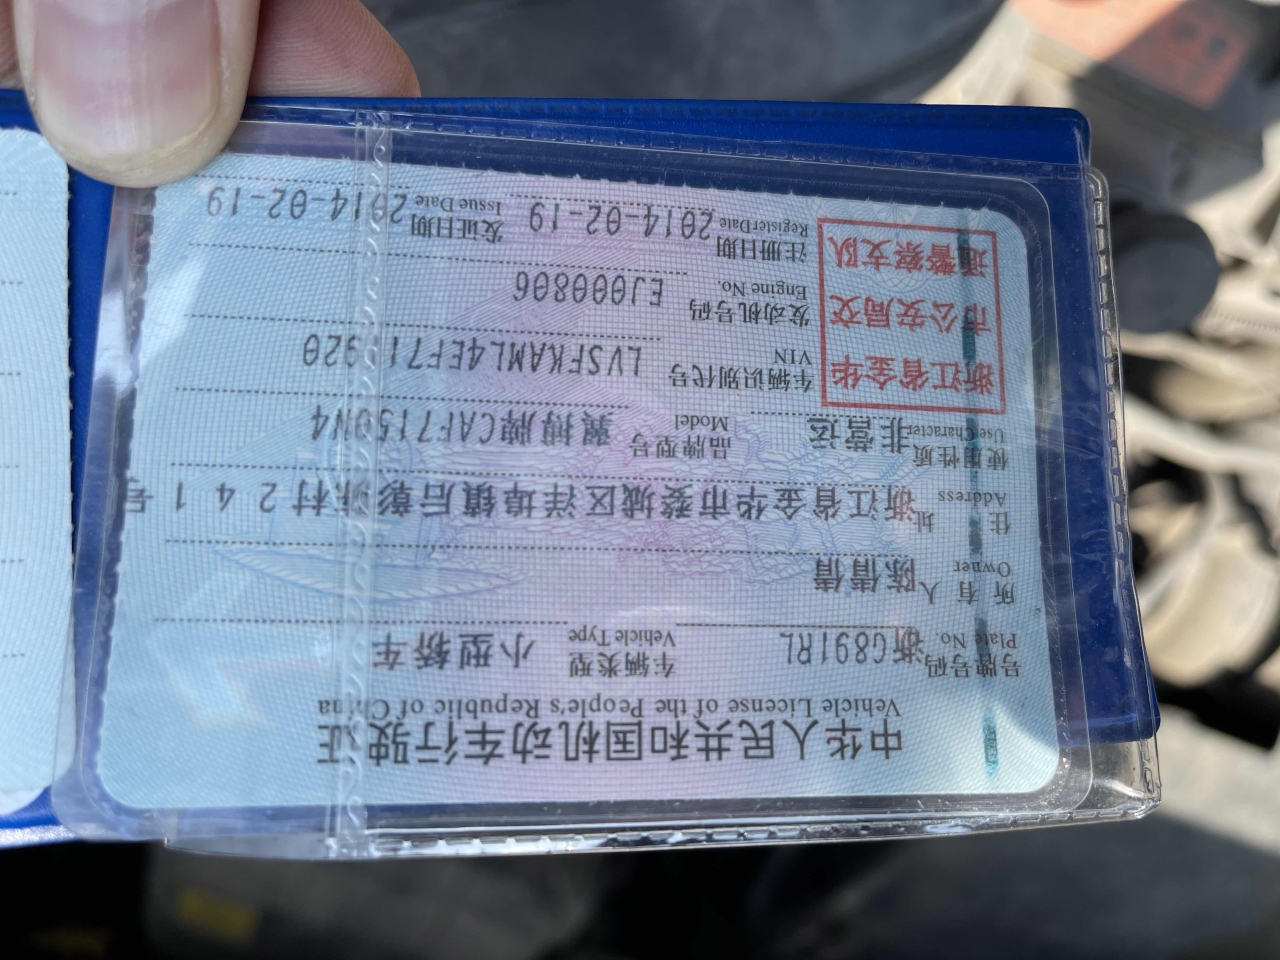 中华人民共和国机动车行驶证
Vehicle License of the People's Republic of China
号牌号码 浙G891RL 车辆类型 小型轿车
Plate No. Vehicle Type
所有人 陈倩倩
Owner
住址 浙江省金华市婺城区洋埠镇后彰 村241号
Address
使用性质 非营运 品牌型号 翼搏牌CAF7150N4
Use Character Model
浙江省金华
市公安局交
通警察支队
车辆识别代号
VIN
发动机号码 EJ000806
Engine No.
注册日期 2014-02-19 发证日期 2014-02-19
Register Date Issue Date